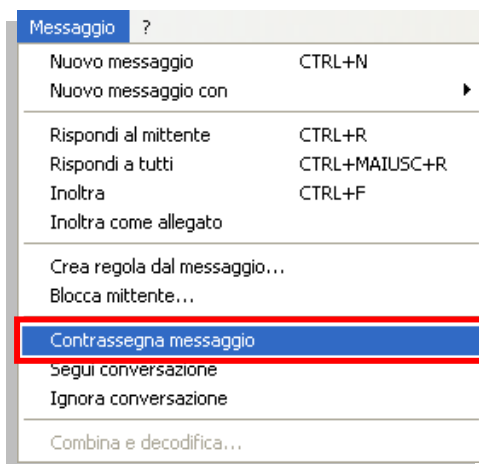 Messaggio ?
Nuovo messaggio CTRL+N
Nuovo messaggio con
Rispondi al mittente CTRL+R
Rispondi a tutti CTRL+MAIUSC+R
Inoltra CTRL+F
Inoltra come allegato
Crea regola dal messaggio...
Blocca mittente...
Contrassegna messaggio
Segui conversazione
Ignora conversazione
Combina e decodifica...